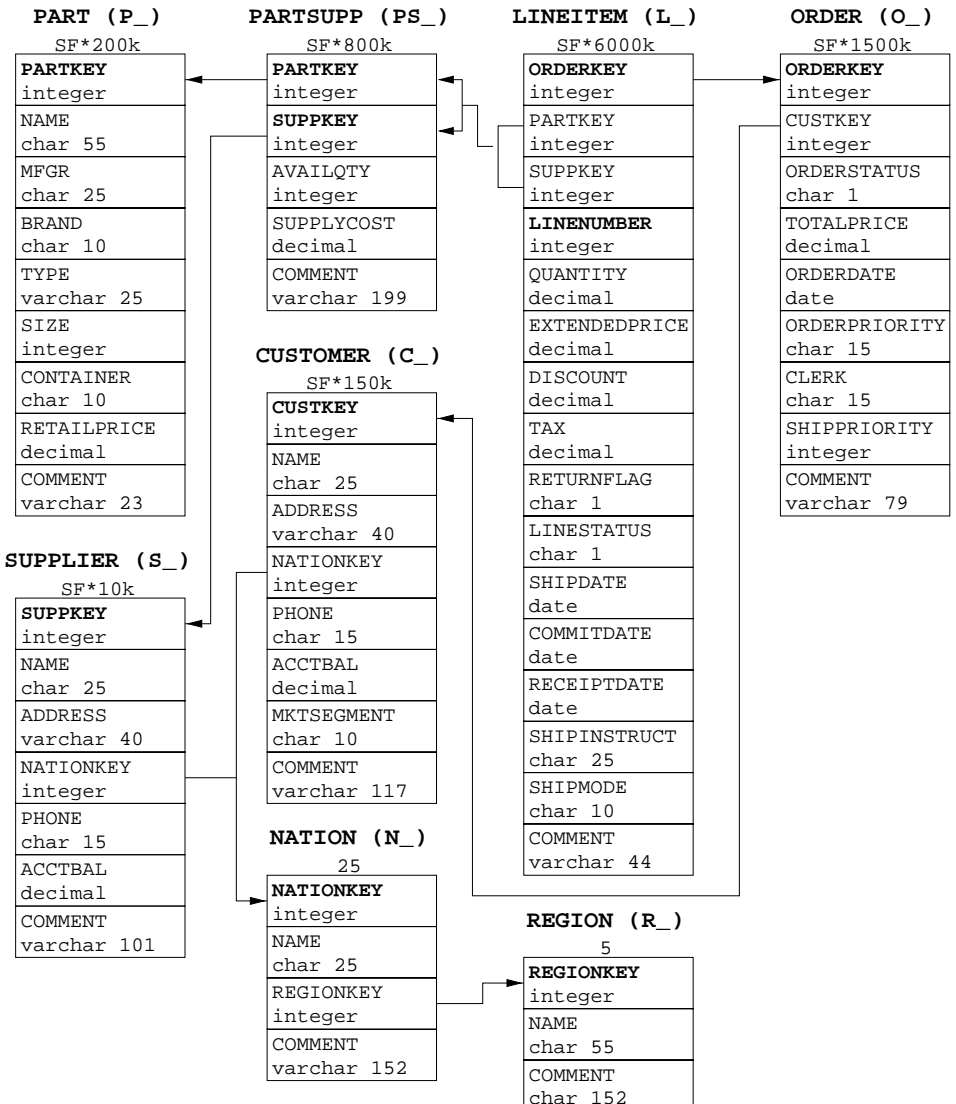 PART (P_)
SF*200k
PARTKEY
integer
NAME
char 55
MFGR
char 25
BRAND
char 10
TYPE
varchar 25
SIZE
integer
CONTAINER
char 10
RETAILPRICE
decimal
COMMENT
varchar 23
SUPPLIER (S_)
SF*10k
SUPPKEY
integer
NAME
char 25
ADDRESS
varchar 40
NATIONKEY
integer
PHONE
char 15
ACCTBAL
decimal
COMMENT
varchar 101
PARTSUPP (PS_)
SF*800k
PARTKEY
integer
SUPPKEY
integer
AVAILQTY
integer
SUPPLYCOST
decimal
COMMENT
varchar 199
CUSTOMER (C_)
SF*150k
CUSTKEY
integer
NAME
char 25
ADDRESS
varchar 40
NATIONKEY
integer
PHONE
char 15
ACCTBAL
decimal
MKTSEGMENT
char 10
COMMENT
varchar 117
NATION (N_)
25
NATIONKEY
integer
NAME
char 25
REGIONKEY
integer
COMMENT
varchar 152
LINEITEM (L_)
SF*6000k
ORDERKEY
integer
PARTKEY
integer
SUPPKEY
integer
LINENUMBER
integer
QUANTITY
decimal
EXTENDEDPRICE
decimal
DISCOUNT
decimal
TAX
decimal
RETURNFLAG
char 1
LINESTATUS
char 1
SHIPDATE
date
COMMITDATE
date
RECEIPTDATE
date
SHIPINSTRUCT
char 25
SHIPMODE
char 10
COMMENT
varchar 44
REGION (R_)
5
REGIONKEY
integer
NAME
char 55
COMMENT
char 152
ORDER (O_)
SF*1500k
ORDERKEY
integer
CUSTKEY
integer
ORDERSTATUS
char 1
TOTALPRICE
decimal
ORDERDATE
date
ORDERPRIORITY
char 15
CLERK
char 15
SHIPPRIORITY
integer
COMMENT
varchar 79